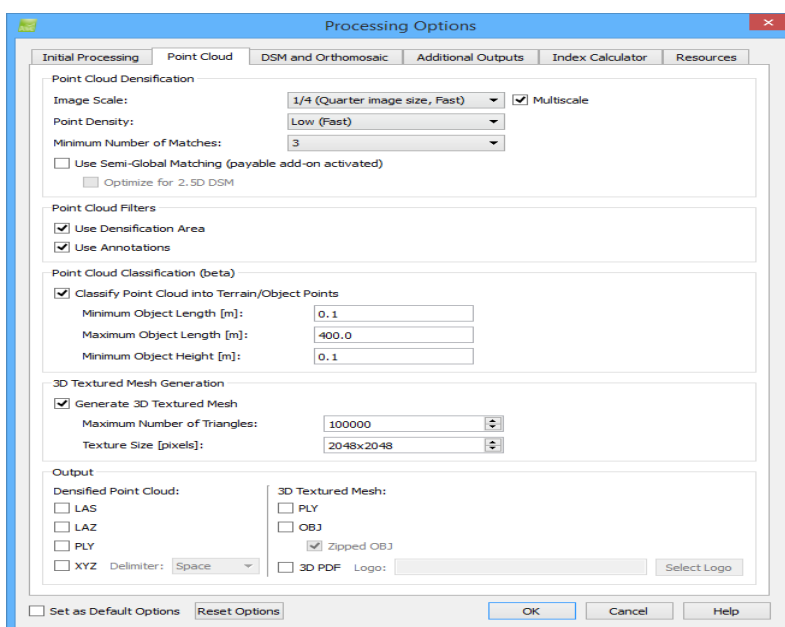 Processing Options
Initial Processing Point Cloud DSM and Orthomosaic Additional Outputs Index Calculator Resources
Point Cloud Densification
Image Scale: 1/4 (Quarter image size, Fast) Multiscale
Point Density: Low (Fast)
Minimum Number of Matches: 3
Use Semi-Global Matching (payable add-on activated)
Optimize for 2.5D DSM
Point Cloud Filters
Use Densification Area
Use Annotations
Point Cloud Classification (beta)
Classify Point Cloud into Terrain/Object Points
Minimum Object Length [m]: 0.1
Maximum Object Length [m]: 400.0
Minimum Object Height [m]: 0.1
3D Textured Mesh Generation
Generate 3D Textured Mesh
Maximum Number of Triangles: 100000
Texture Size [pixels]: 2048x2048
Output
Densified Point Cloud: 3D Textured Mesh:
LAS PLY
LAZ OBJ
PLY Zipped OBJ
XYZ Delimiter: Space 3D PDF Logo: Select Logo
Set as Default Options Reset Options OK Cancel Help